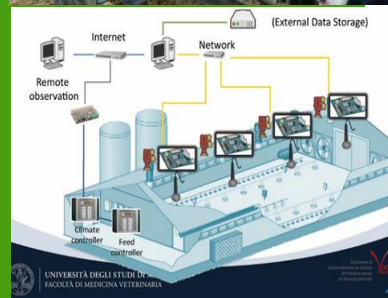 (External Data Storage)
Internet
Network
Remote
observation
Climate
controller
Feed
controller
UNIVERSITÀ DEGLI STUDI DI
FACOLTÀ DI MEDICINA VETERINARIA